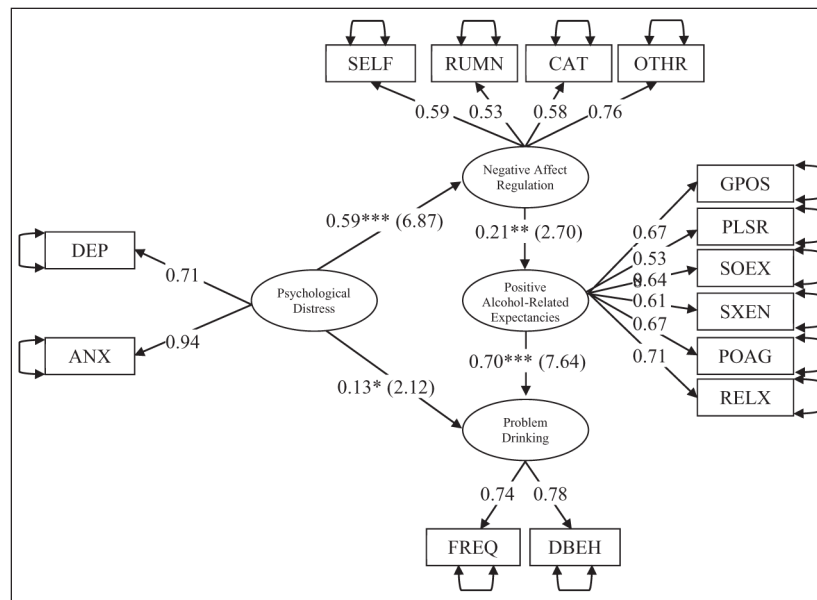 SELF RUMN CAT OTHR
0.59 0.53 0.58 0.76
Negative Affect
Regulation
GPOS
PLSR
SOEX
SXEN
POAG
RELX
0.67
0.53
0.64
0.61
0.67
0.71
0.59*** (6.87)
0.21** (2.70)
DEP
0.71
Psychological
Distress
Positive
Alcohol-Related
Expectancies
ANX
0.94
0.13* (2.12)
0.70*** (7.64)
Problem
Drinking
0.74 0.78
FREQ DBEH